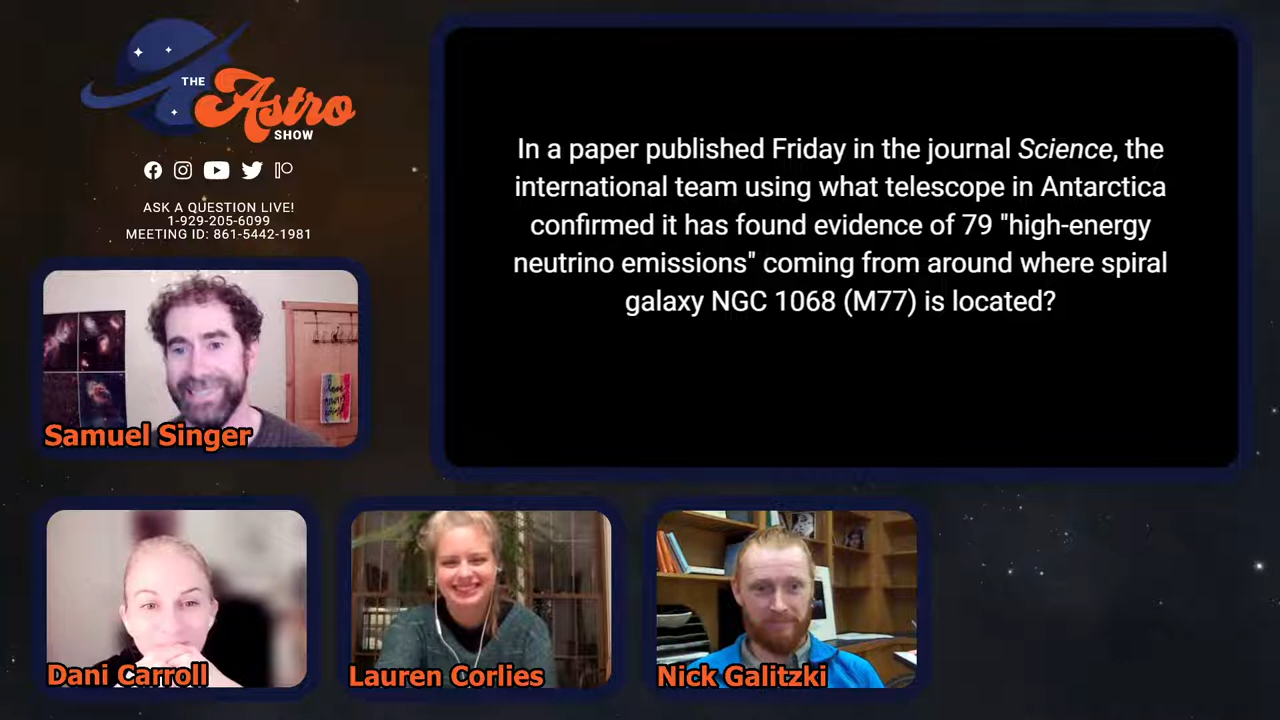 THE
Astro
SHOW
ASK A QUESTION LIVE!
1-929-205-6099
MEETING ID: 861-5442-1981
In a paper published Friday in the journal Science, the
international team using what telescope in Antarctica
confirmed it has found evidence of 79 "high-energy
neutrino emissions" coming from around where spiral
galaxy NGC 1068 (M77) is located?
Samuel Singer
Dani Carroll
Lauren Corlies
Nick Galitzki